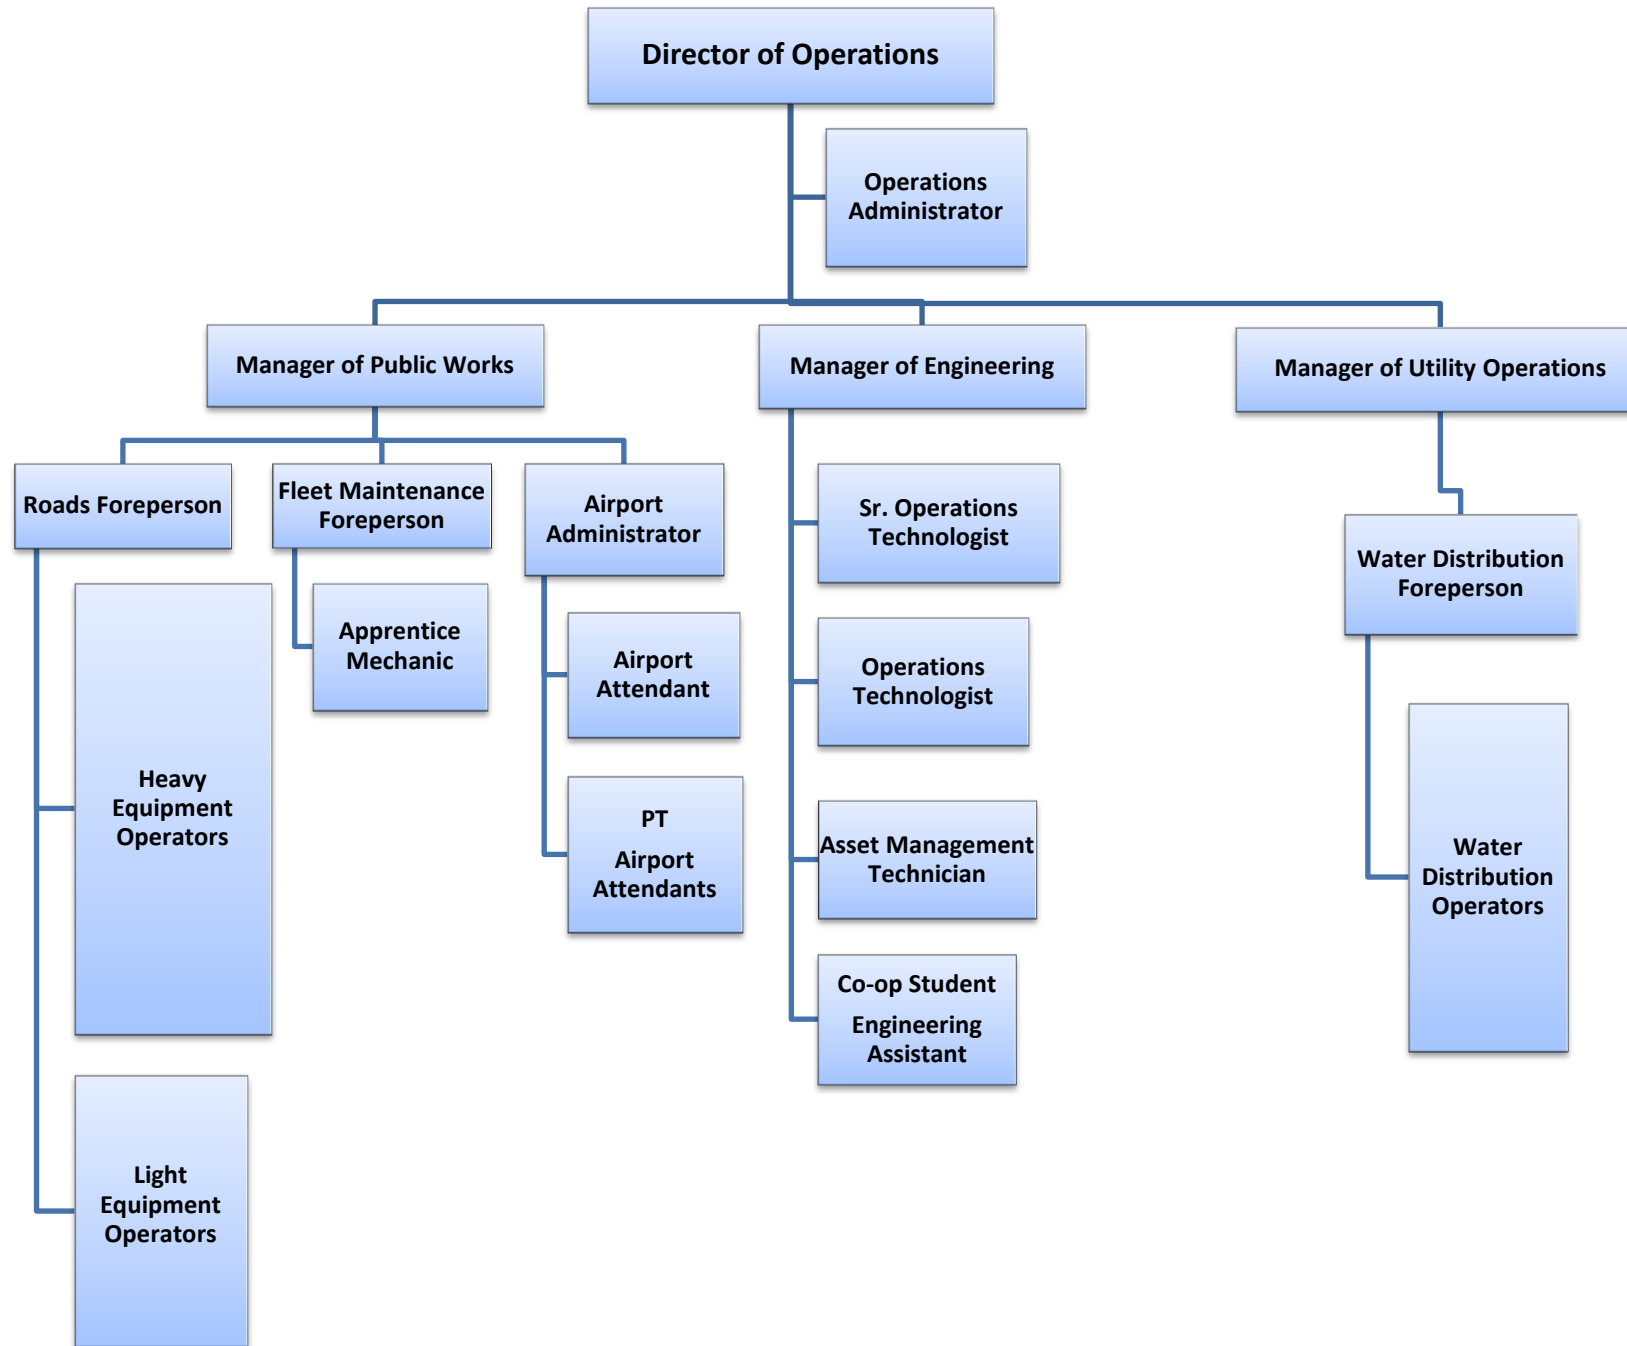 Director of Operations
Operations
Administrator
Manager of Public Works
Manager of Engineering
Manager of Utility Operations
Roads Foreperson
Fleet Maintenance
Foreperson
Airport
Administrator
Sr. Operations
Technologist
Water Distribution
Foreperson
Apprentice
Mechanic
Airport
Attendant
Operations
Technologist
Heavy
Equipment
Operators
PT
Airport
Attendants
Asset Management
Technician
Water
Distribution
Operators
Co-op Student
Engineering
Assistant
Light
Equipment
Operators